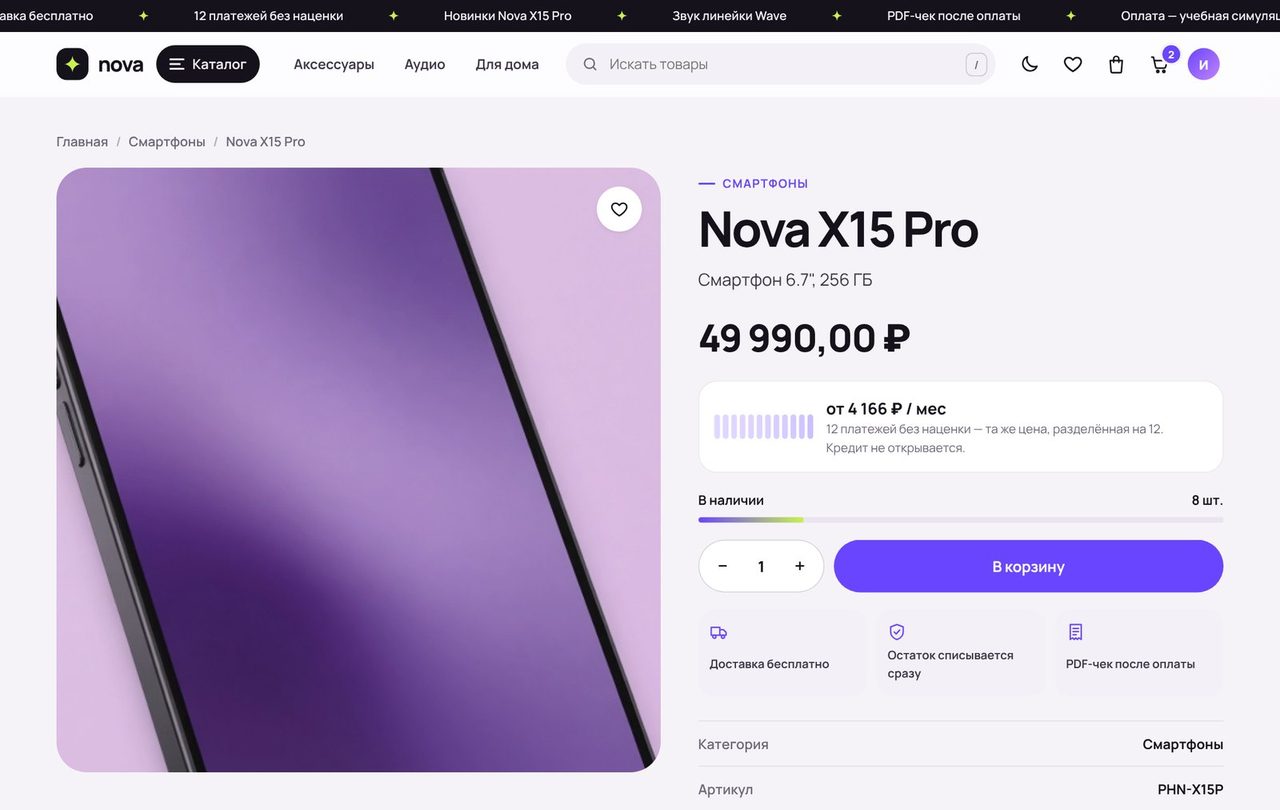 авка бесплатно ✦ 12 платежей без наценки ✦ Новинки Nova X15 Pro ✦ Звук линейки Wave ✦ PDF-чек после оплаты ✦ Оплата — учебная симуляц
nova
Каталог
Аксессуары
Аудио
Для дома
Искать товары
/
2
И
Главная / Смартфоны / Nova X15 Pro
СМАРТФОНЫ
Nova X15 Pro
Смартфон 6.7", 256 ГБ
49 990,00 ₽
от 4 166 ₽ / мес
12 платежей без наценки — та же цена, разделённая на 12.
Кредит не открывается.
В наличии 8 шт.
− 1 +
В корзину
Доставка бесплатно
Остаток списывается
сразу
PDF-чек после оплаты
Категория Смартфоны
Артикул PHN-X15P